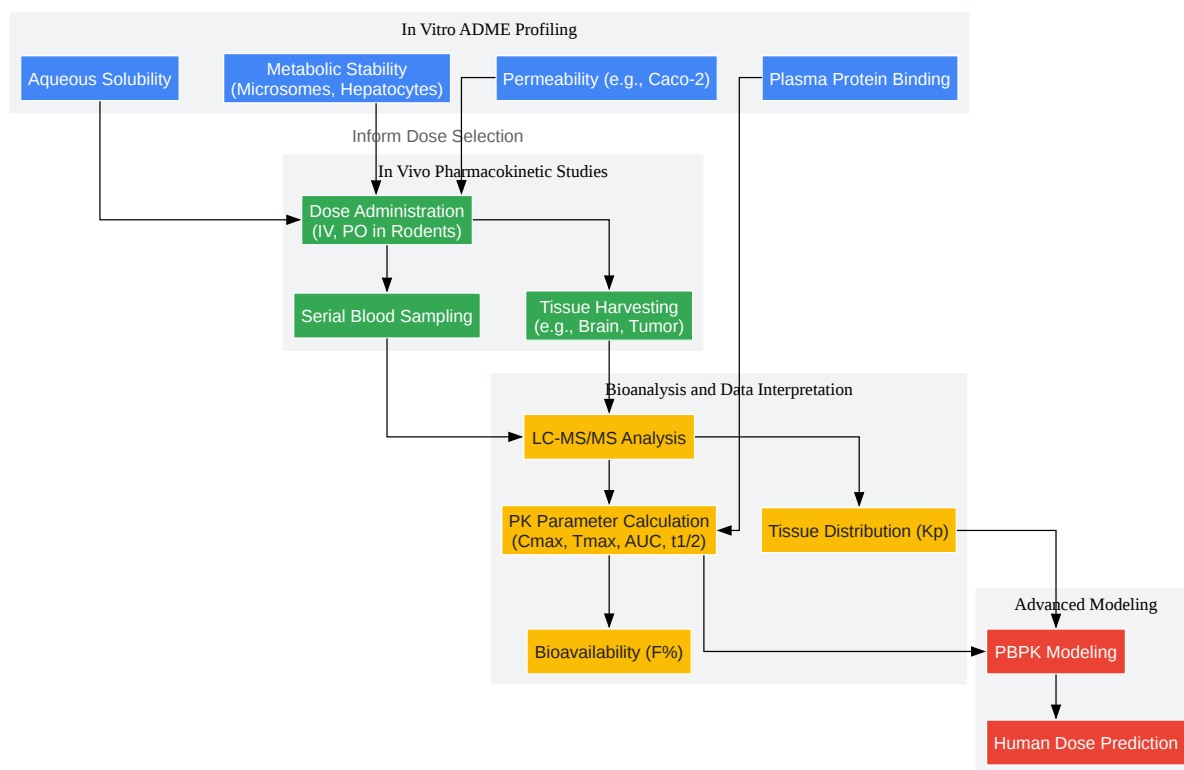 In Vitro ADME Profiling
Aqueous Solubility
Metabolic Stability
(Microsomes, Hepatocytes)
Permeability (e.g., Caco-2)
Plasma Protein Binding
Inform Dose Selection
In Vivo Pharmacokinetic Studies
Dose Administration
(IV, PO in Rodents)
Serial Blood Sampling
Tissue Harvesting
(e.g., Brain, Tumor)
Bioanalysis and Data Interpretation
LC-MS/MS Analysis
PK Parameter Calculation
(Cmax, Tmax, AUC, t1/2)
Tissue Distribution (Kp)
Bioavailability (F%)
Advanced Modeling
PBPK Modeling
Human Dose Prediction